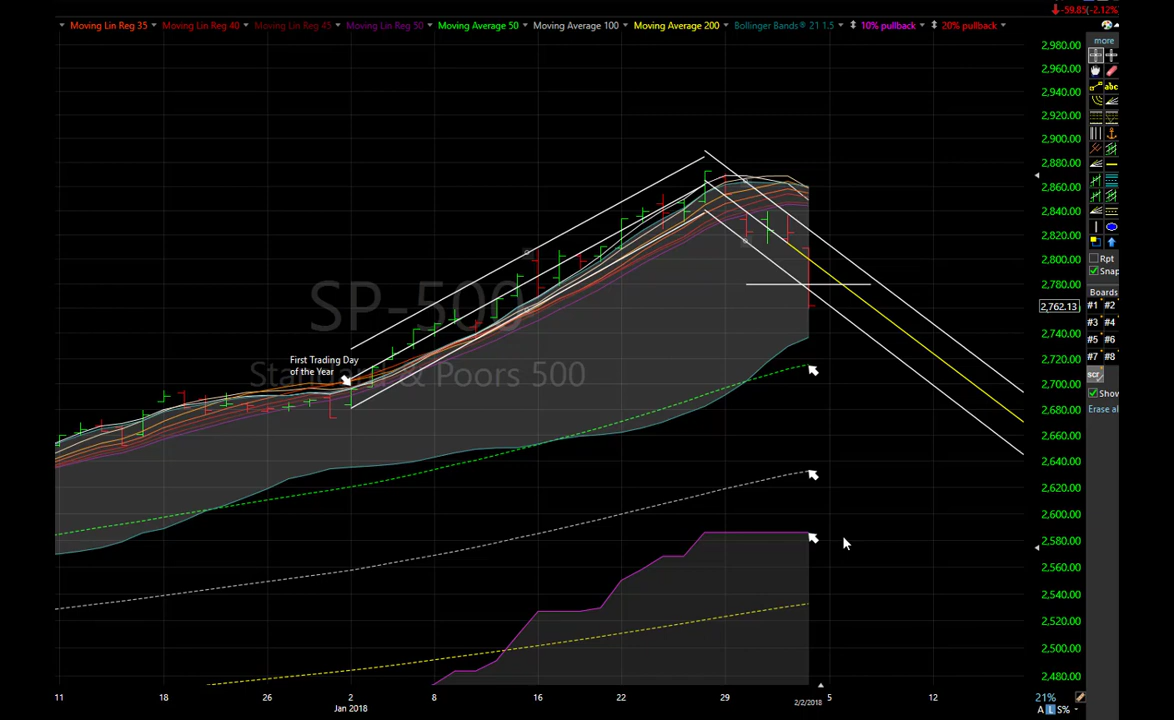 -59.85(-2.12%)
Moving Lin Reg 35 Moving Lin Reg 40 Moving Lin Reg 45 Moving Lin Reg 50 Moving Average 50 Moving Average 100 Moving Average 200 Bollinger Bands® 21 1.5 10% pullback 20% pullback
more
2,980.00
2,960.00
2,940.00
abc
2,920.00
2,900.00
2,880.00
2,860.00
2,840.00
2,820.00
Rpt
2,800.00
Snap
2,780.00
Boards
SP-500
2,762.13
#1 #2
#3 #4
2,740.00
#5 #6
First Trading Day
of the Year
2,720.00
#7 #8
Standard & Poors 500
scr
2,700.00
Show
2,680.00
Erase al
2,660.00
2,640.00
2,620.00
2,600.00
2,580.00
2,560.00
2,540.00
2,520.00
2,500.00
2,480.00
11 18 26 2 8 16 22 29 5 12
21%
Jan 2018
2/2/2018
A L S%